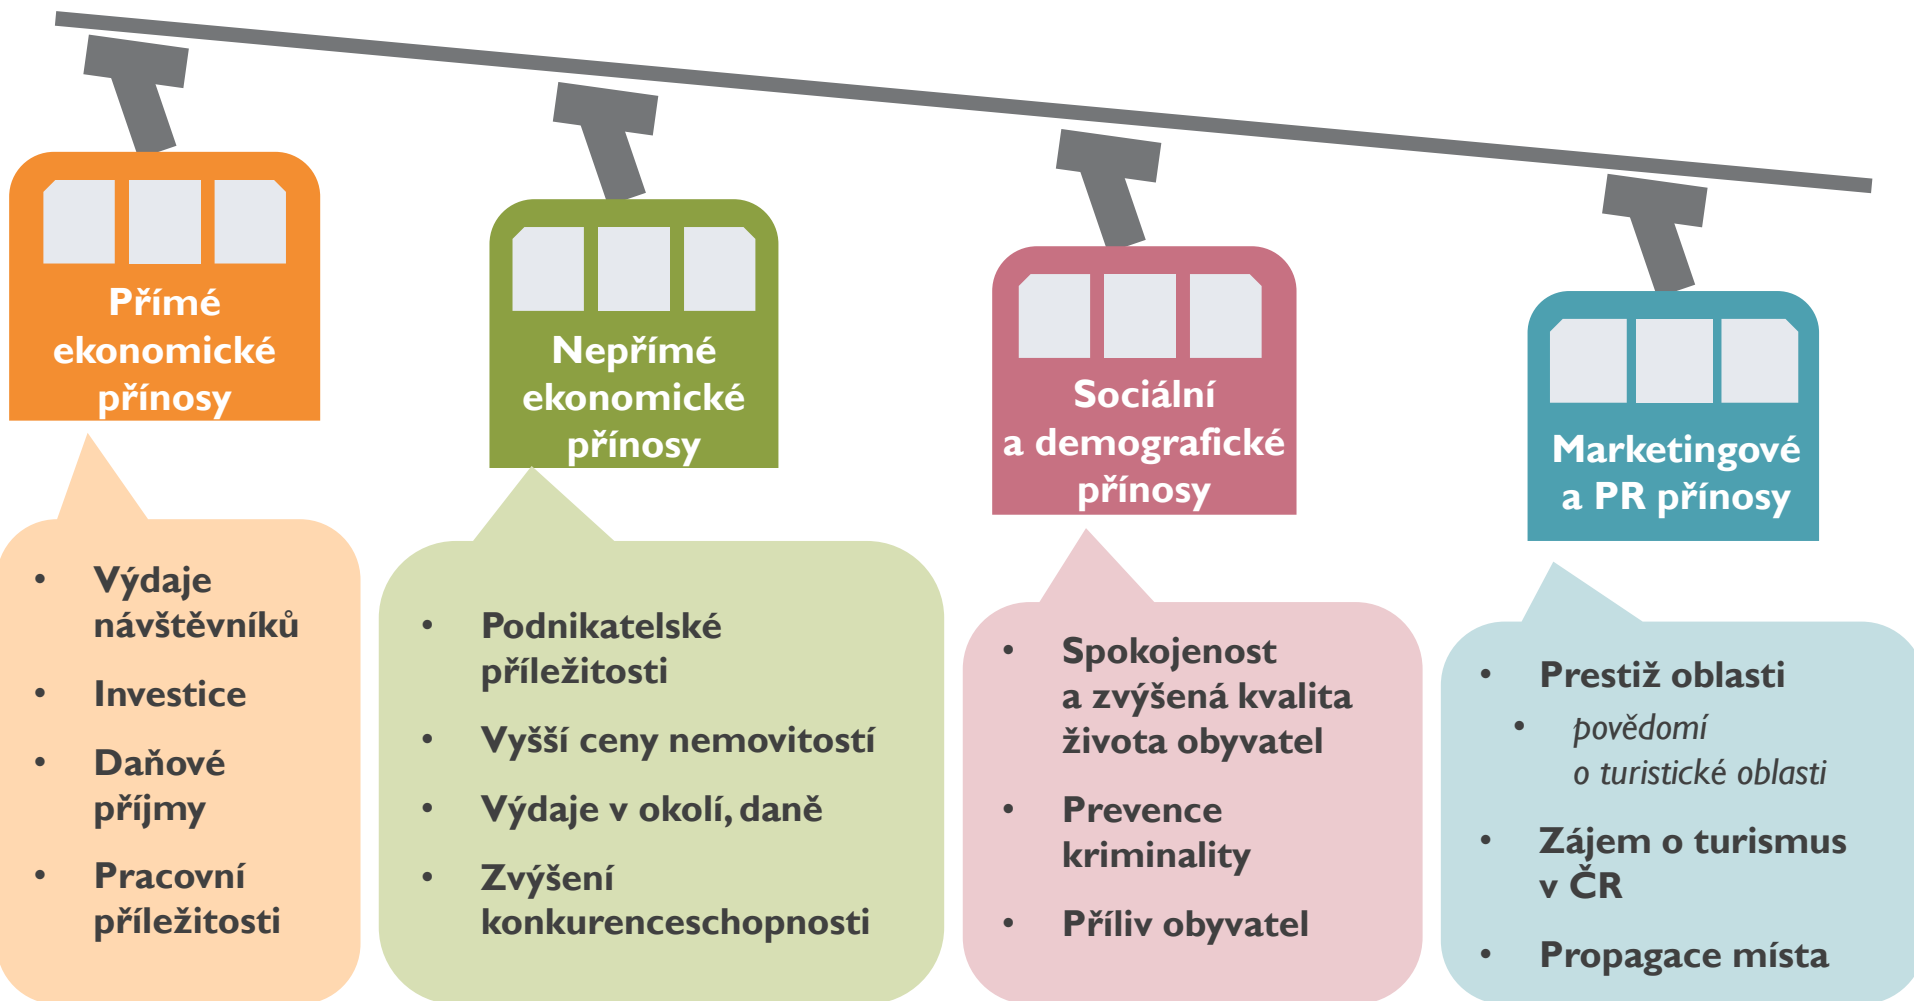 Přímé
ekonomické
přínosy
• Výdaje
návštěvníků
• Investice
• Daňové
příjmy
• Pracovní
příležitosti
Nepřímé
ekonomické
přínosy
• Podnikatelské
příležitosti
• Vyšší ceny nemovitostí
• Výdaje v okolí, daně
• Zvýšení
konkurenceschopnosti
Sociální
a demografické
přínosy
• Spokojenost
a zvýšená kvalita
života obyvatel
• Prevence
kriminality
• Příliv obyvatel
Marketingové
a PR přínosy
• Prestiž oblasti
• povědomí
o turistické oblasti
• Zájem o turismus
v ČR
• Propagace místa